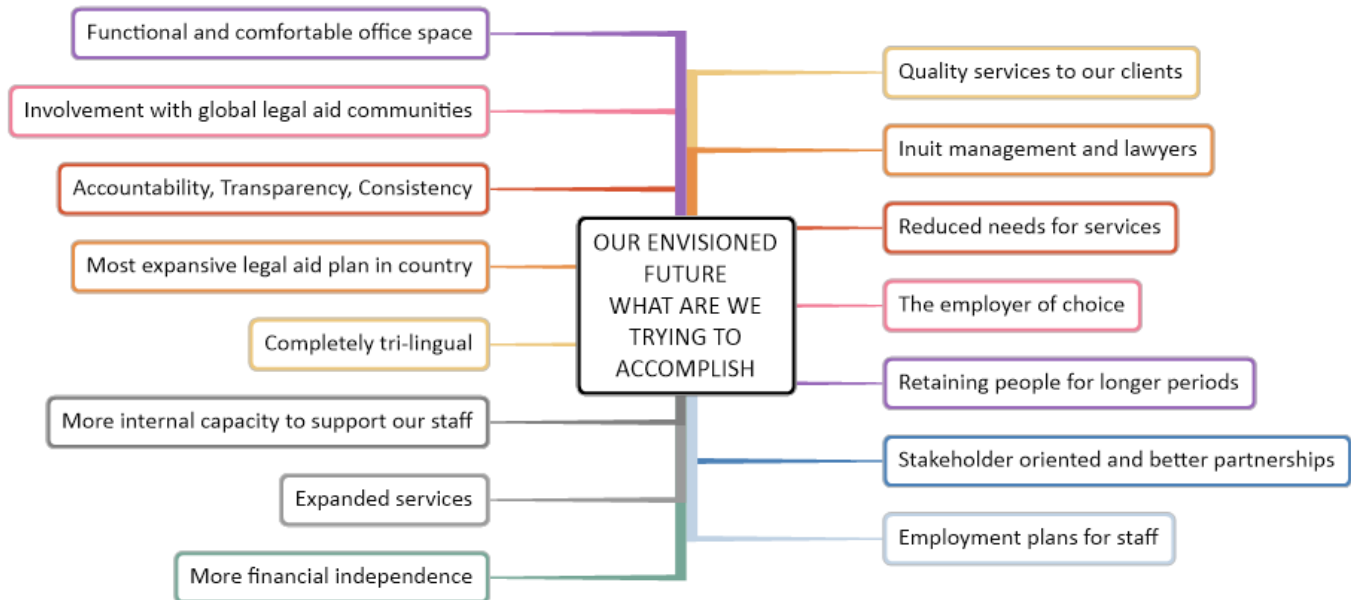 Functional and comfortable office space
Involvement with global legal aid communities
Accountability, Transparency, Consistency
Most expansive legal aid plan in country
Completely tri-lingual
More internal capacity to support our staff
Expanded services
More financial independence
OUR ENVISIONED
FUTURE
WHAT ARE WE
TRYING TO
ACCOMPLISH
Quality services to our clients
Inuit management and lawyers
Reduced needs for services
The employer of choice
Retaining people for longer periods
Stakeholder oriented and better partnerships
Employment plans for staff